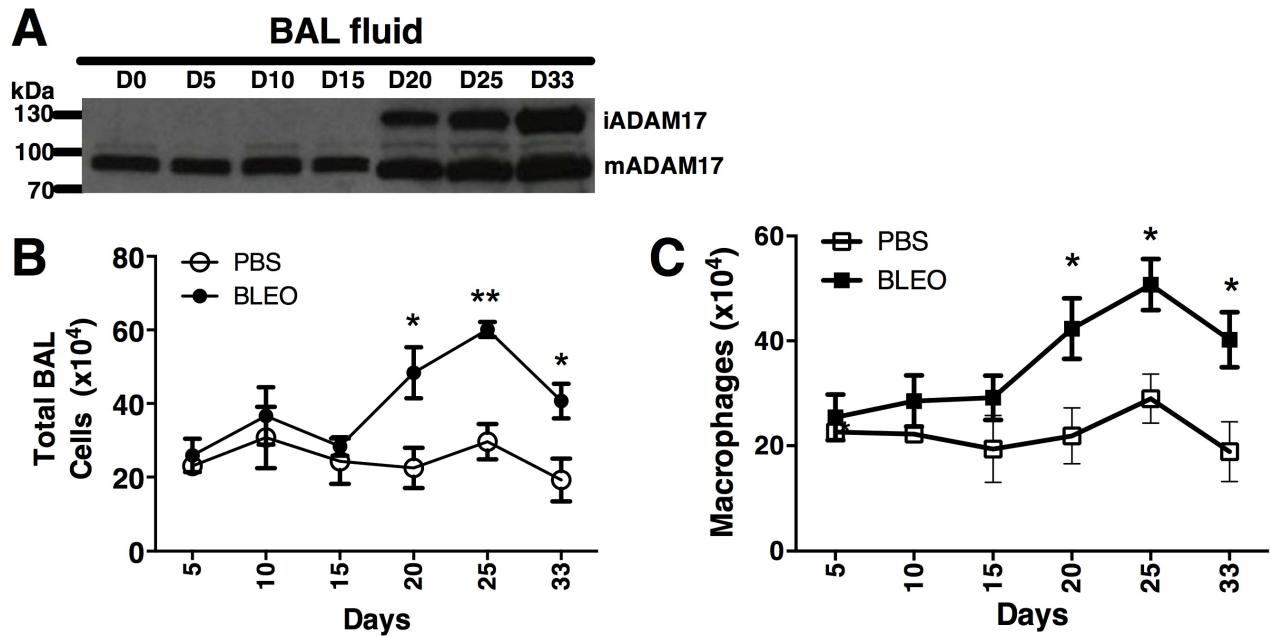 A
BAL fluid
D0 D5 D10 D15 D20 D25 D33
kDa
130
100
70
iADAM17
mADAM17
B
PBS
BLEO
80
60
40
20
0
Total BAL
Cells (x10⁴)
* ** *
5 10 15 20 25 33
Days
C
PBS
BLEO
60
40
20
0
Macrophages (x10⁴)
* * *
*
5 10 15 20 25 33
Days